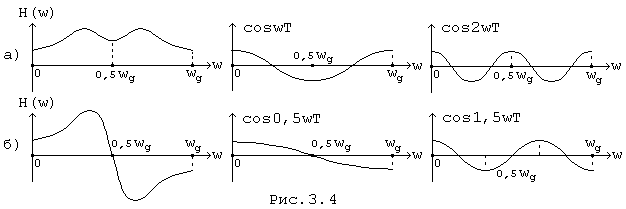 H(w) coswT cos2wT
а) 0 0,5wg wg w 0 0,5wg wg w 0 0,5wg wg w
H(w) cos0,5wT cos1,5wT
б) 0 0,5wg wg w 0 0,5wg wg w 0 0,5wg wg w
Рис.3.4